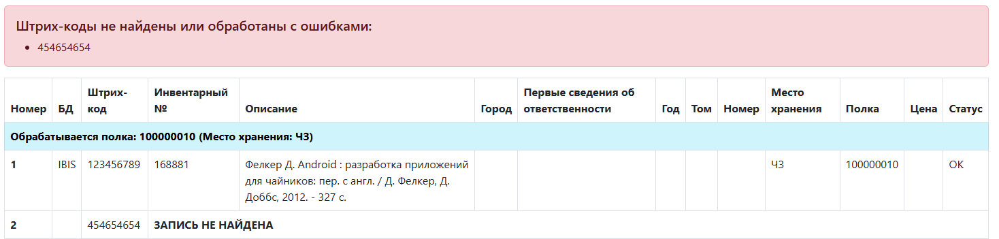 Штрих-коды не найдены или обработаны с ошибками:
• 454654654
Номер БД Штрих-код Инвентарный № Описание Город Первые сведения об ответственности Год Том Номер Место хранения Полка Цена Статус
Обрабатывается полка: 100000010 (Место хранения: ЧЗ)
1 IBIS 123456789 168881 Фелкер Д. Android : разработка приложений
для чайников: пер. с англ. / Д. Фелкер, Д.
Доббс, 2012. - 327 с.
ЧЗ 100000010 OK
2 454654654 ЗАПИСЬ НЕ НАЙДЕНА